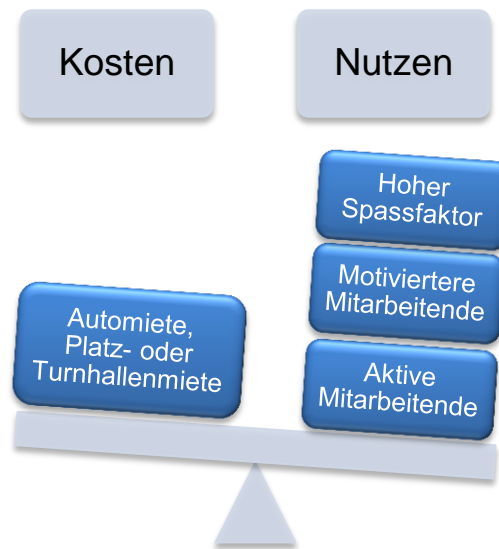 Kosten
Nutzen
Hoher
Spassfaktor
Motiviertere
Mitarbeitende
Automiete,
Platz- oder
Turnhallenmiete
Aktive
Mitarbeitende